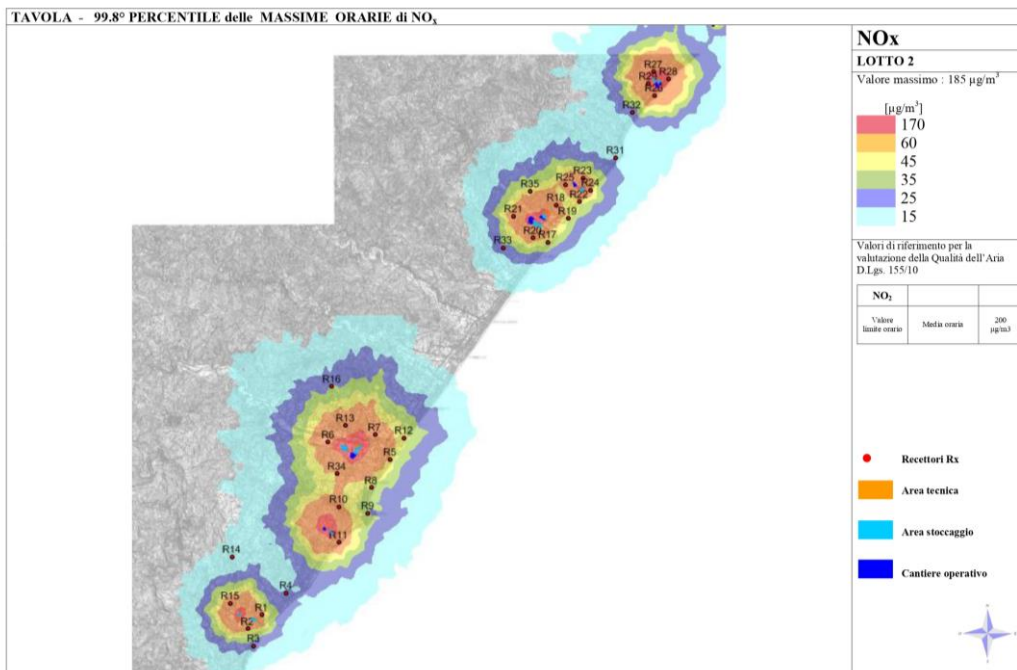 TAVOLA - 99.8° PERCENTILE delle MASSIME ORARIE di NOx
NOx
LOTTO 2
Valore massimo : 185 µg/m³
[µg/m³]
170
60
45
35
25
15
Valori di riferimento per la
valutazione della Qualità dell'Aria
D.Lgs. 155/10
NO₂
Valore
limite orario
Media oraria
200
µg/m3
Recettori Rx
Area tecnica
Area stoccaggio
Cantiere operativo
R27
R28
R32
R31
R23
R25
R24
R35
R22
R18
R21
R19
R20
R17
R33
R16
R13
R6
R7
R12
R5
R34
R8
R10
R9
R11
R14
R4
R15
R1
R2
R3